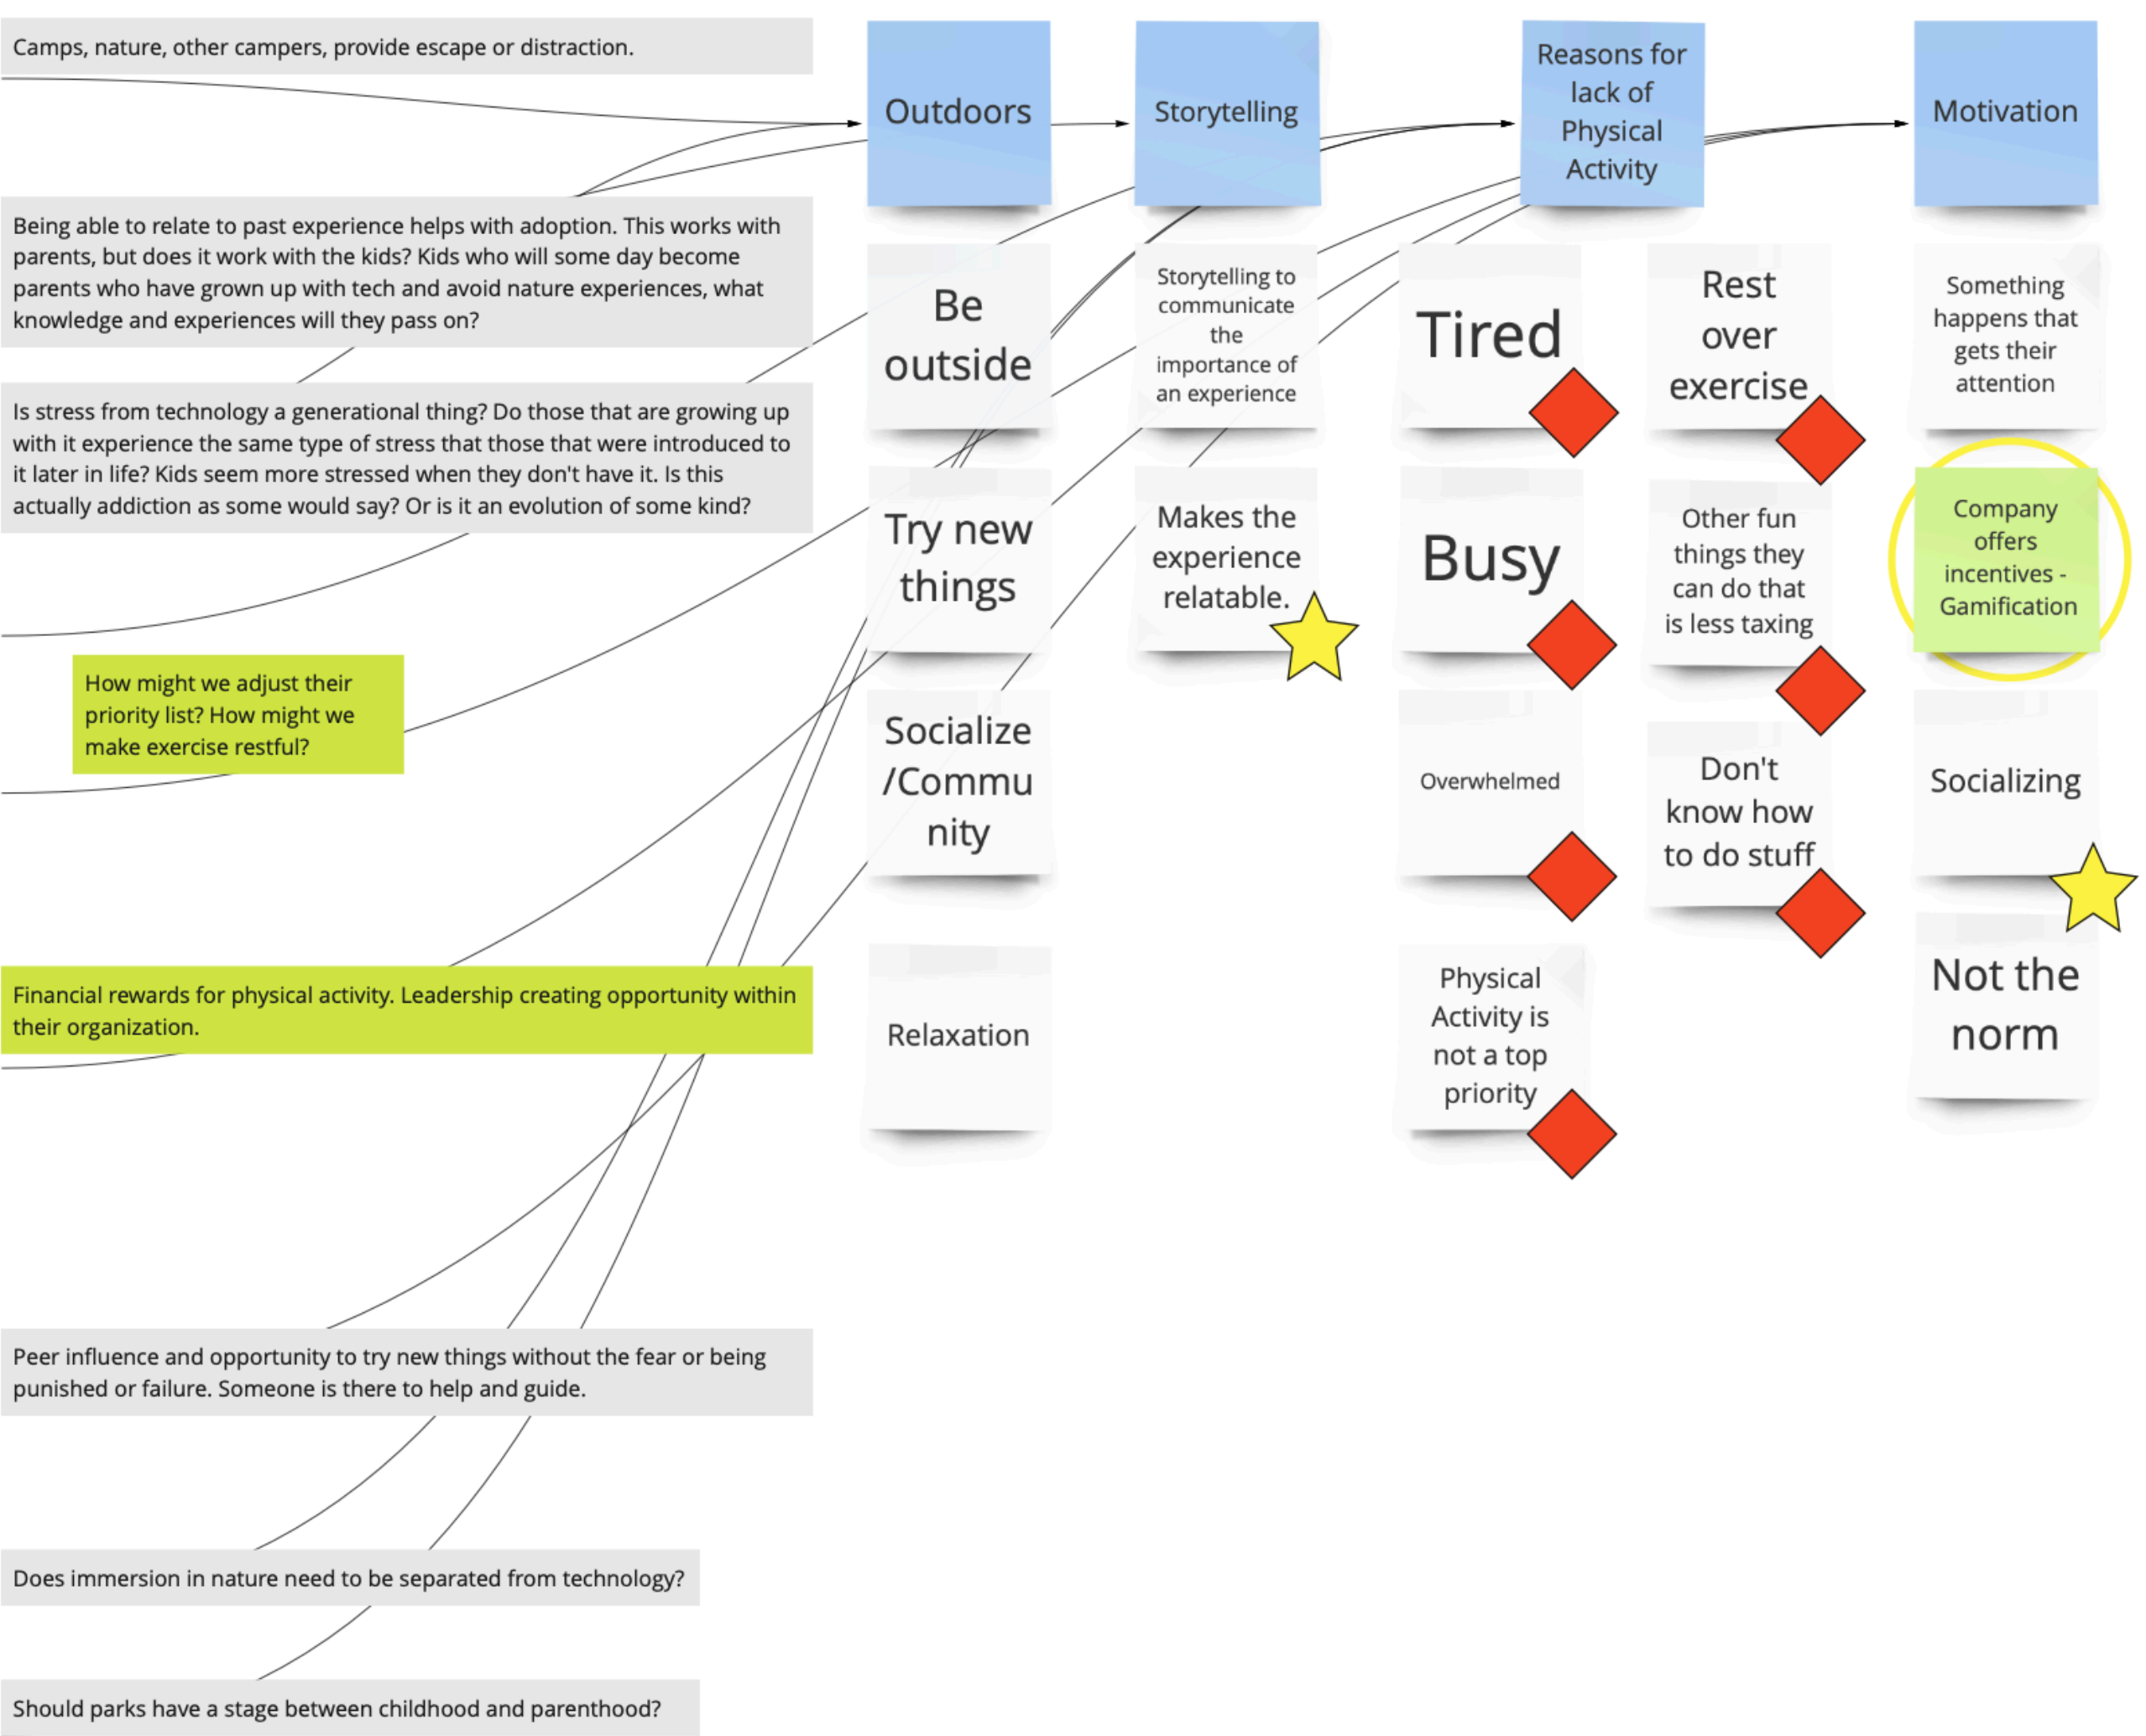 Camps, nature, other campers, provide escape or distraction.
Being able to relate to past experience helps with adoption. This works with
parents, but does it work with the kids? Kids who will some day become
parents who have grown up with tech and avoid nature experiences, what
knowledge and experiences will they pass on?
Is stress from technology a generational thing? Do those that are growing up
with it experience the same type of stress that those that were introduced to
it later in life? Kids seem more stressed when they don't have it. Is this
actually addiction as some would say? Or is it an evolution of some kind?
How might we adjust their
priority list? How might we
make exercise restful?
Financial rewards for physical activity. Leadership creating opportunity within
their organization.
Peer influence and opportunity to try new things without the fear or being
punished or failure. Someone is there to help and guide.
Does immersion in nature need to be separated from technology?
Should parks have a stage between childhood and parenthood?
Outdoors
Be
outside
Try new
things
Socialize
/Commu
nity
Relaxation
Storytelling
Storytelling to
communicate
the
importance of
an experience
Makes the
experience
relatable.
Reasons for
lack of
Physical
Activity
Tired
Busy
Overwhelmed
Physical
Activity is
not a top
priority
Rest
over
exercise
Other fun
things they
can do that
is less taxing
Don't
know how
to do stuff
Motivation
Something
happens that
gets their
attention
Company
offers
incentives -
Gamification
Socializing
Not the
norm